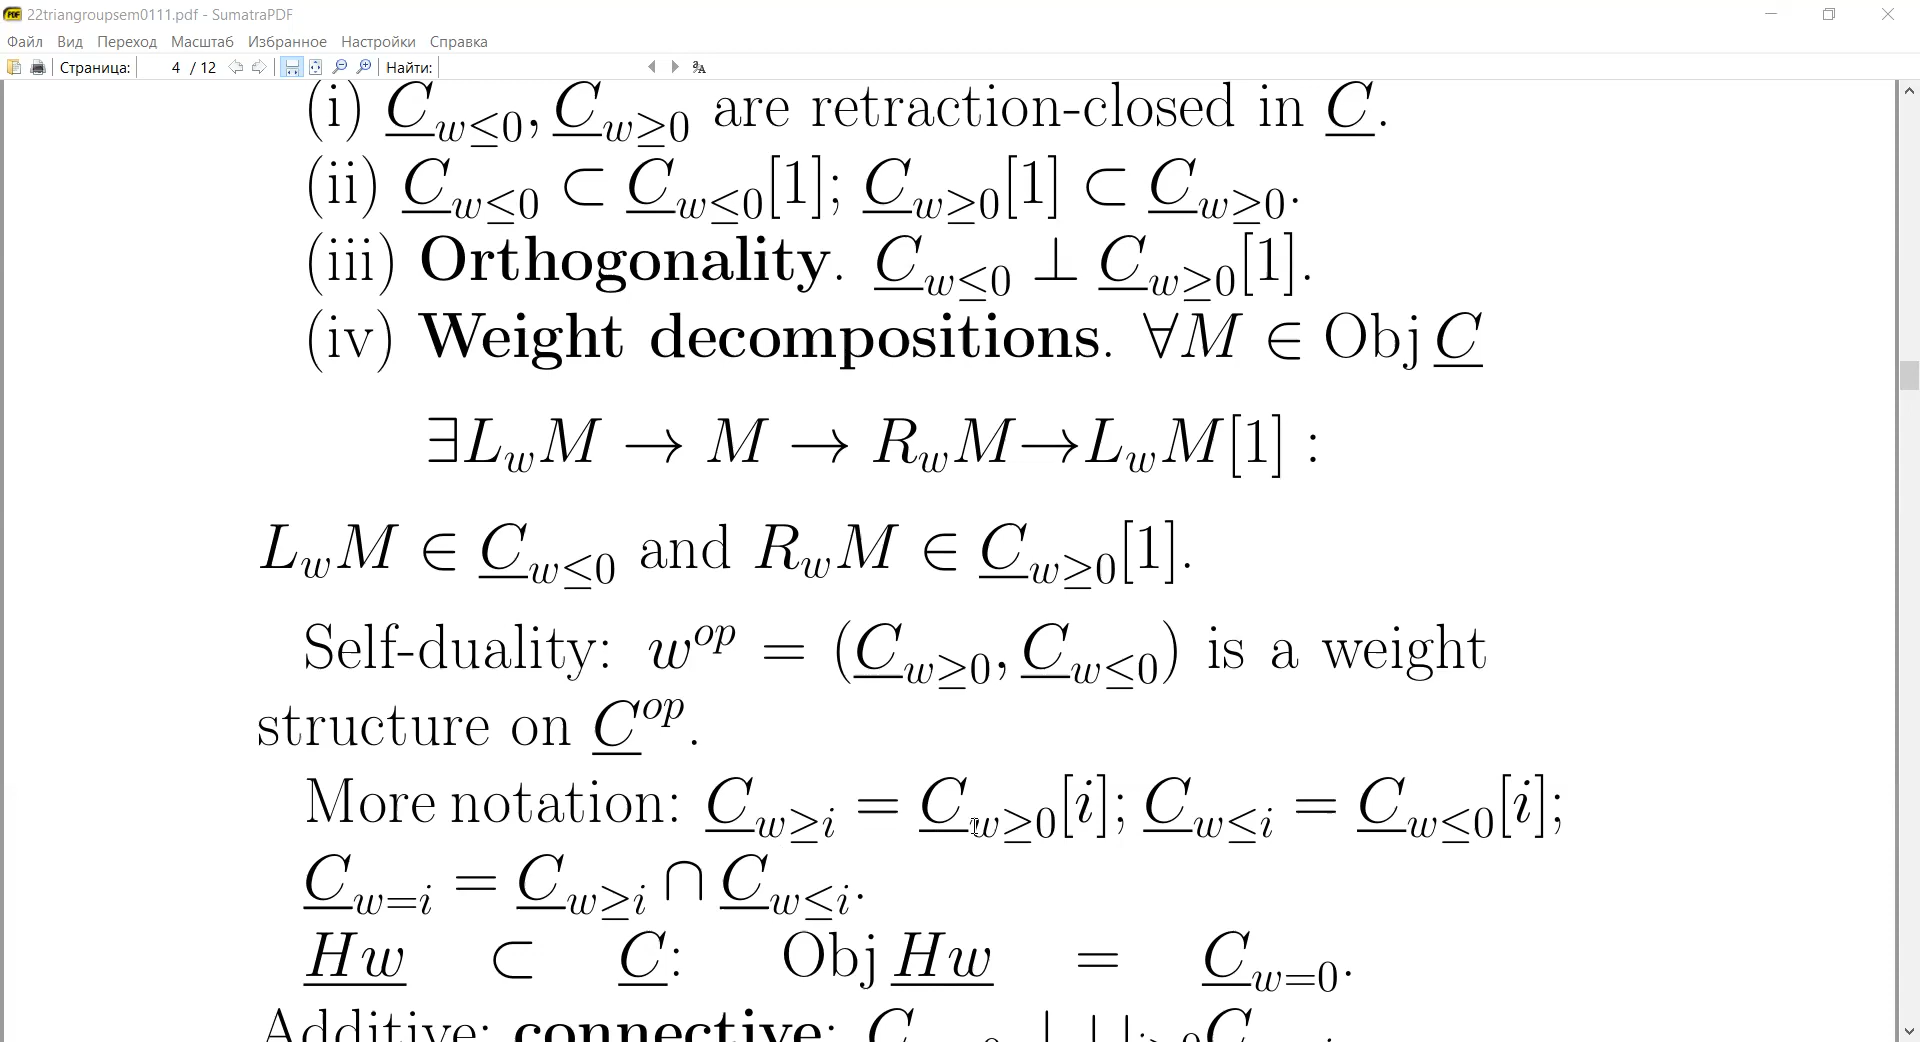 22triangroupsem0111.pdf - SumatraPDF
Файл Вид Переход Масштаб Избранное Настройки Справка
Страница: 4 / 12 Найти:
(i) C_{w≤0}, C_{w≥0} are retraction-closed in C.
(ii) C_{w≤0} ⊂ C_{w≤0}[1]; C_{w≥0}[1] ⊂ C_{w≥0}.
(iii) Orthogonality. C_{w≤0} ⊥ C_{w≥0}[1].
(iv) Weight decompositions. ∀M ∈ Obj C
∃L_wM → M → R_wM→L_wM[1] :
L_wM ∈ C_{w≤0} and R_wM ∈ C_{w≥0}[1].
Self-duality: w^{op} = (C_{w≥0}, C_{w≤0}) is a weight
structure on C^{op}.
More notation: C_{w≥i} = C_{w≥0}[i]; C_{w≤i} = C_{w≤0}[i];
C_{w=i} = C_{w≥i} ∩ C_{w≤i}.
Hw ⊂ C: Obj Hw = C_{w=0}.
Additive: connective: